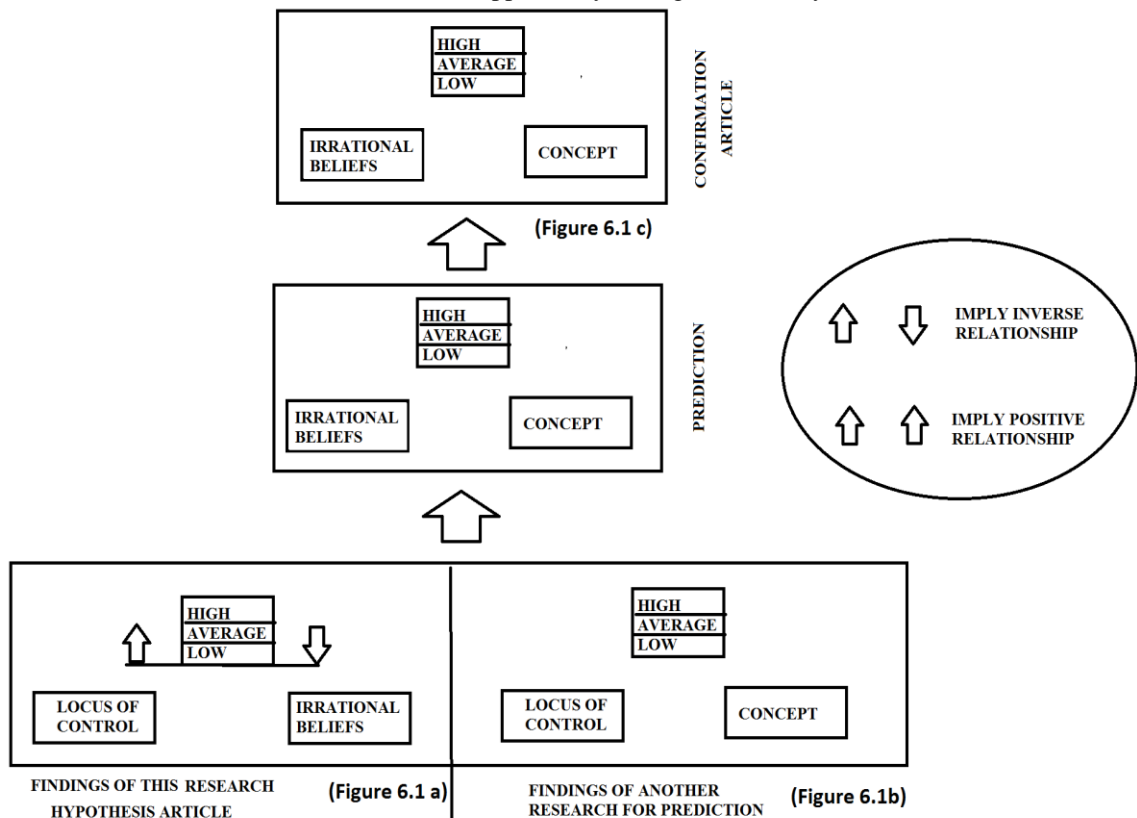 HIGH
AVERAGE
LOW
IRRATIONAL
BELIEFS
CONCEPT
CONFIRMATION
ARTICLE
(Figure 6.1 c)
HIGH
AVERAGE
LOW
IRRATIONAL
BELIEFS
CONCEPT
PREDICTION
IMPLY INVERSE
RELATIONSHIP
IMPLY POSITIVE
RELATIONSHIP
HIGH
AVERAGE
LOW
LOCUS OF
CONTROL
IRRATIONAL
BELIEFS
HIGH
AVERAGE
LOW
LOCUS OF
CONTROL
CONCEPT
FINDINGS OF THIS RESEARCH
HYPOTHESIS ARTICLE
(Figure 6.1 a)
FINDINGS OF ANOTHER
RESEARCH FOR PREDICTION
(Figure 6.1b)